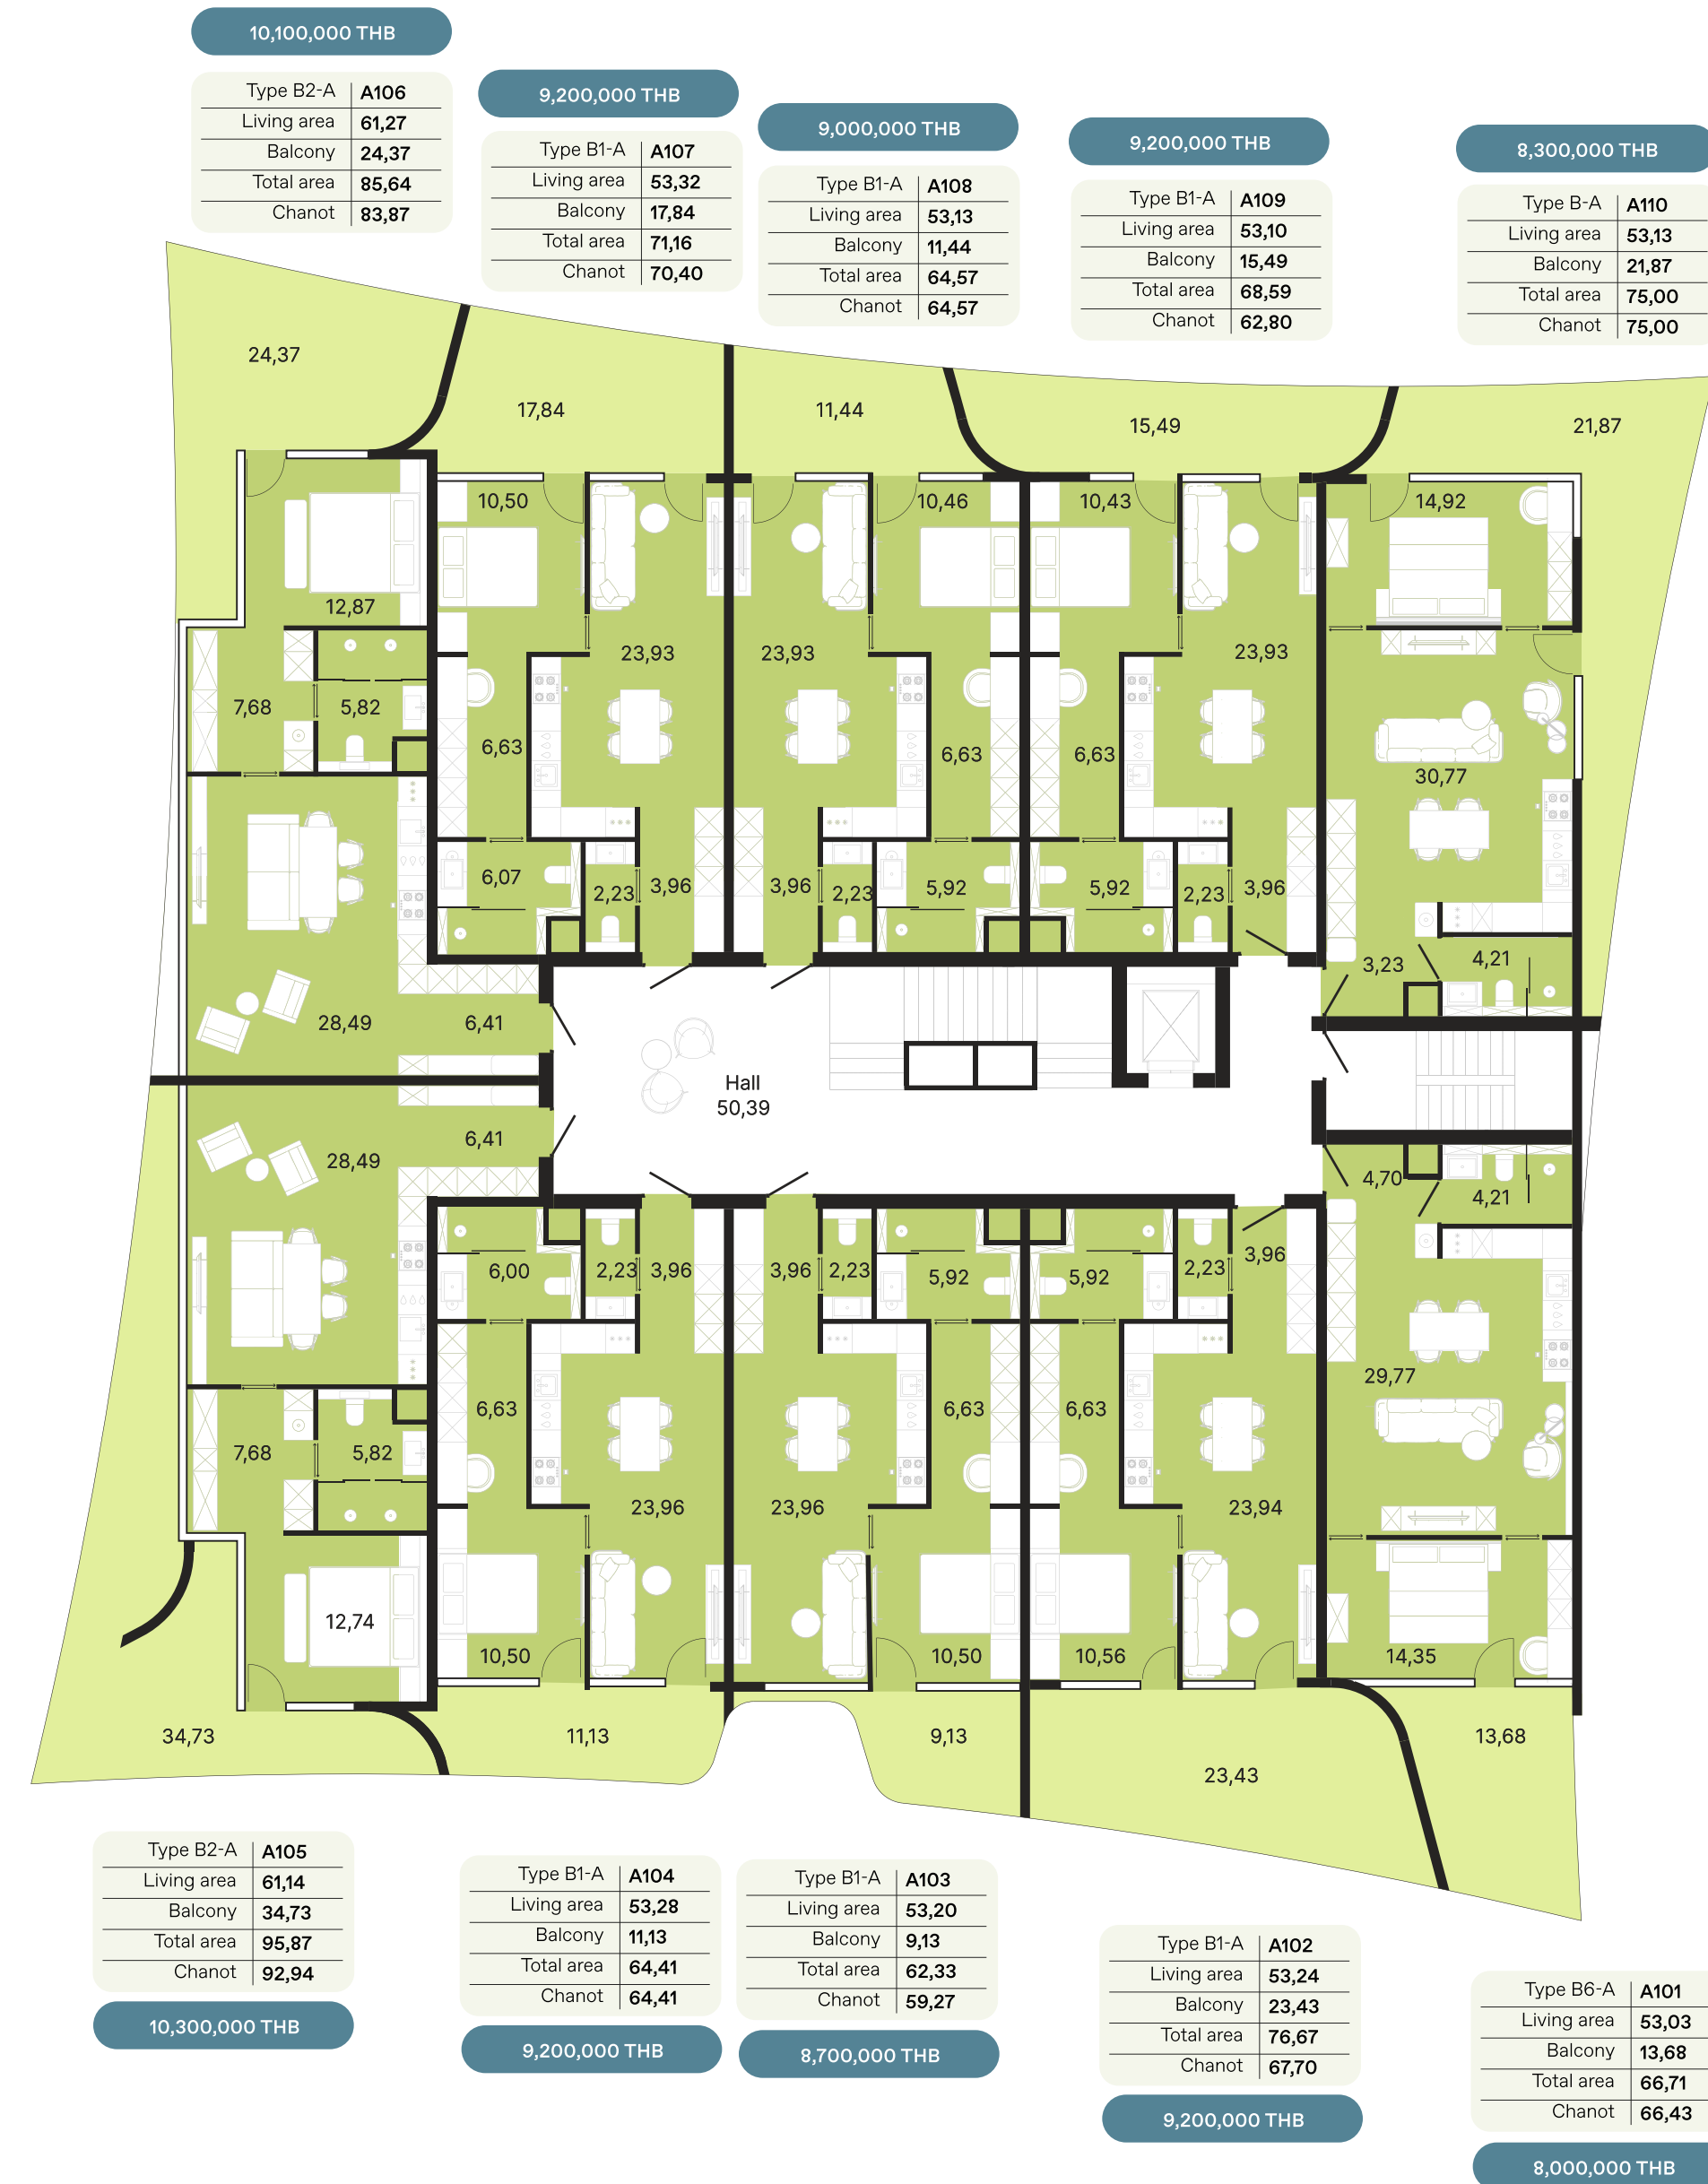 10,100,000 THB
Type B2-A A106
Living area 61,27
Balcony 24,37
Total area 85,64
Chanot 83,87
9,200,000 THB
Type B1-A A107
Living area 53,32
Balcony 17,84
Total area 71,16
Chanot 70,40
9,000,000 THB
Type B1-A A108
Living area 53,13
Balcony 11,44
Total area 64,57
Chanot 64,57
9,200,000 THB
Type B1-A A109
Living area 53,10
Balcony 15,49
Total area 68,59
Chanot 62,80
8,300,000 THB
Type B-A A110
Living area 53,13
Balcony 21,87
Total area 75,00
Chanot 75,00
24,37
17,84
11,44
15,49
21,87
10,50
10,46
10,43
14,92
12,87
23,93
23,93
23,93
7,68
5,82
6,63
6,63
6,63
30,77
6,07
2,23
3,96
3,96
2,23
5,92
5,92
2,23
3,96
3,23
4,21
28,49
6,41
Hall
50,39
6,41
28,49
4,70
4,21
6,00
2,23
3,96
3,96
2,23
5,92
5,92
2,23
3,96
29,77
7,68
5,82
6,63
6,63
6,63
23,96
23,96
23,94
12,74
10,50
10,50
10,56
14,35
34,73
11,13
9,13
23,43
13,68
Type B2-A A105
Living area 61,14
Balcony 34,73
Total area 95,87
Chanot 92,94
10,300,000 THB
Type B1-A A104
Living area 53,28
Balcony 11,13
Total area 64,41
Chanot 64,41
9,200,000 THB
Type B1-A A103
Living area 53,20
Balcony 9,13
Total area 62,33
Chanot 59,27
8,700,000 THB
Type B1-A A102
Living area 53,24
Balcony 23,43
Total area 76,67
Chanot 67,70
9,200,000 THB
Type B6-A A101
Living area 53,03
Balcony 13,68
Total area 66,71
Chanot 66,43
8,000,000 THB